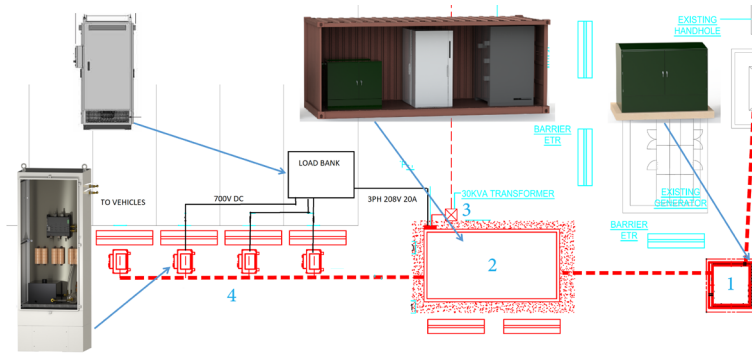 EXISTING
HANDHOLE
BARRIER
ETR
LOAD BANK
TO VEHICLES
700V DC
3PH 208V 20A
30KVA TRANSFORMER
3
EXISTING
GENERATOR
BARRIER
ETR
2
1
4